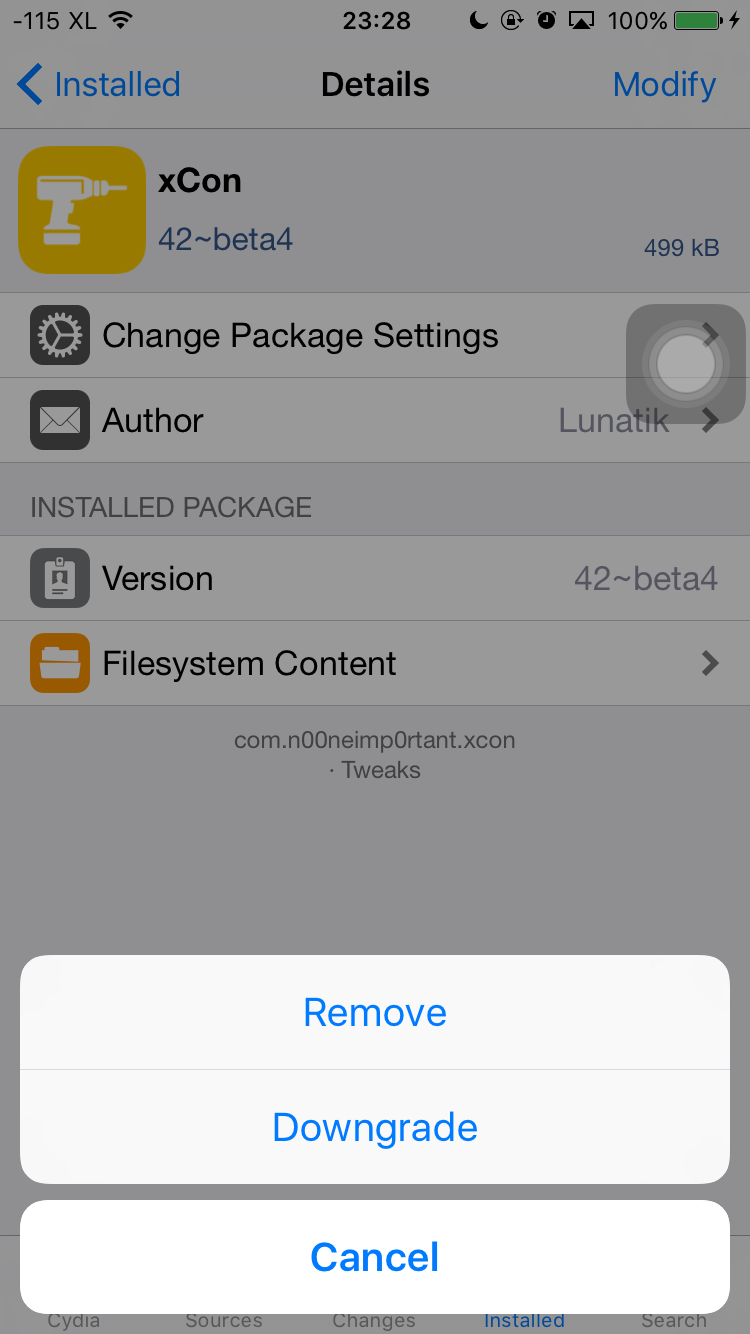 -115 XL 23:28 100%
Installed Details Modify
xCon
42~beta4
499 kB
Change Package Settings
Author Lunatik
INSTALLED PACKAGE
Version 42~beta4
Filesystem Content
com.n00neimp0rtant.xcon
· Tweaks
Remove
Downgrade
Cancel
Cydia Sources Changes Installed Search